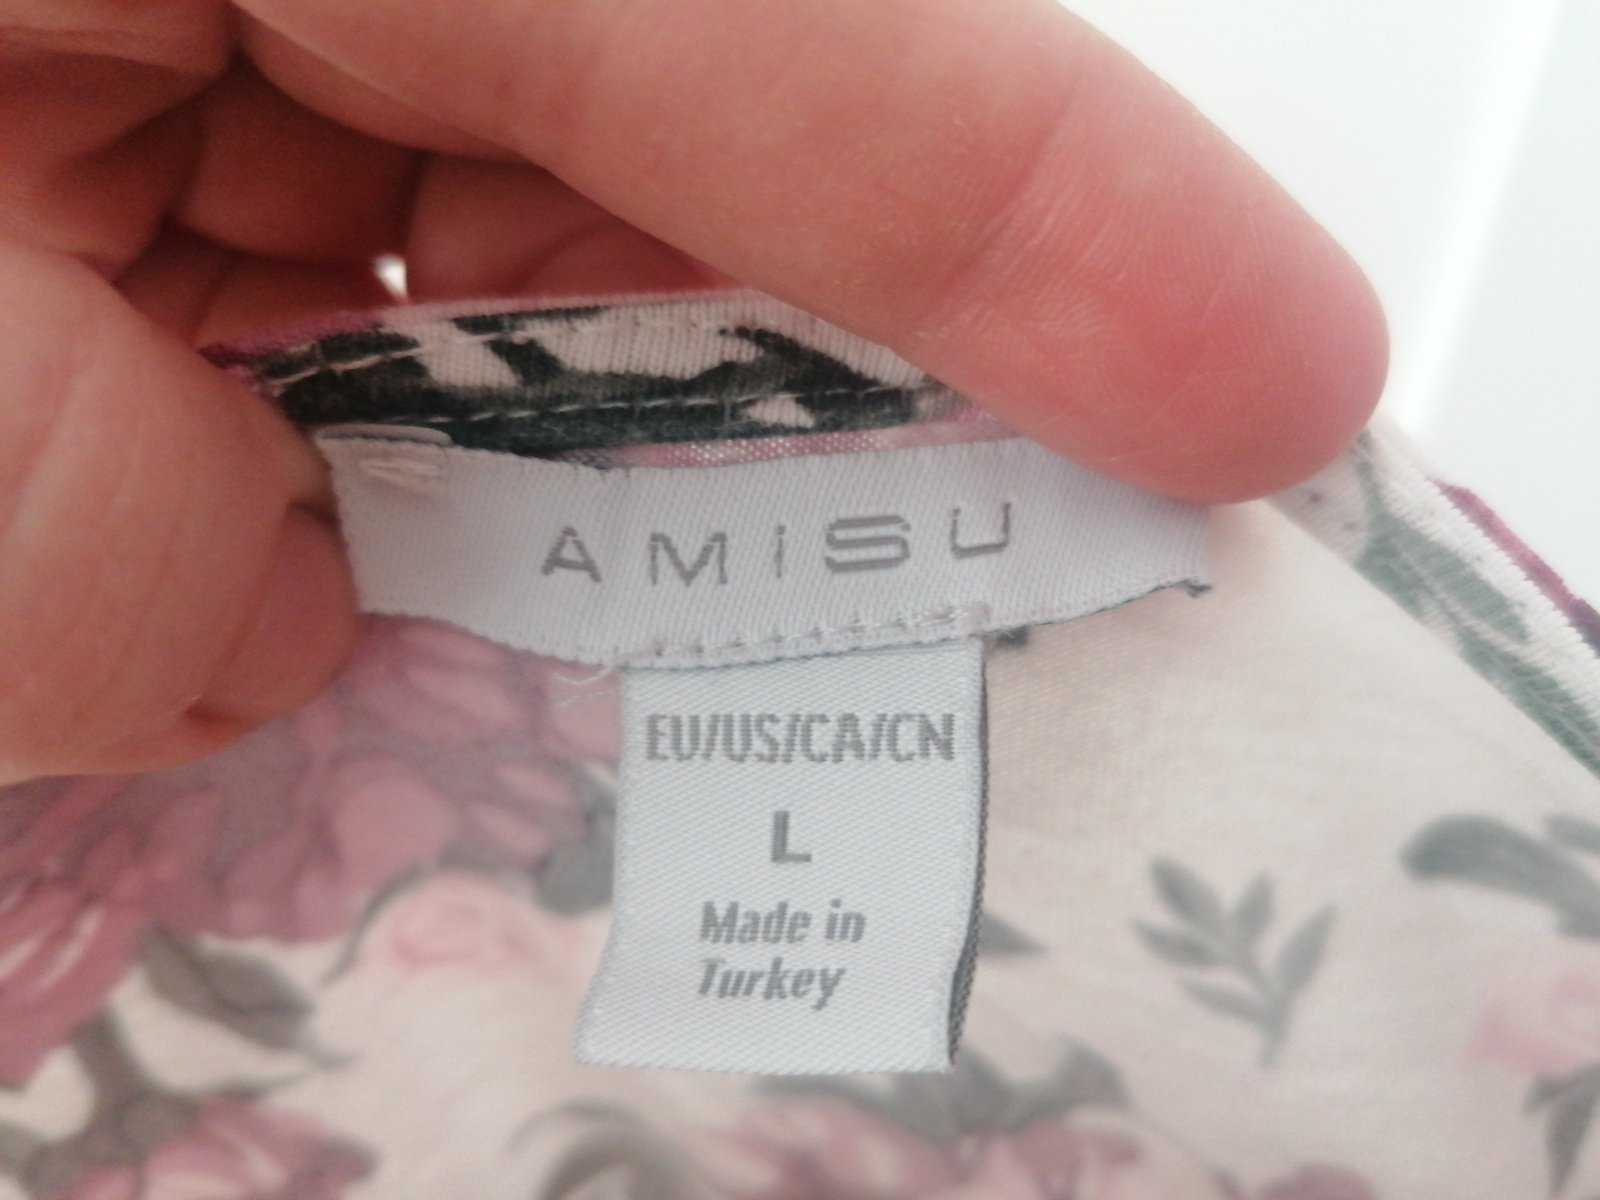 AMiSU
EU/US/CA/CN
L
Made in
Turkey